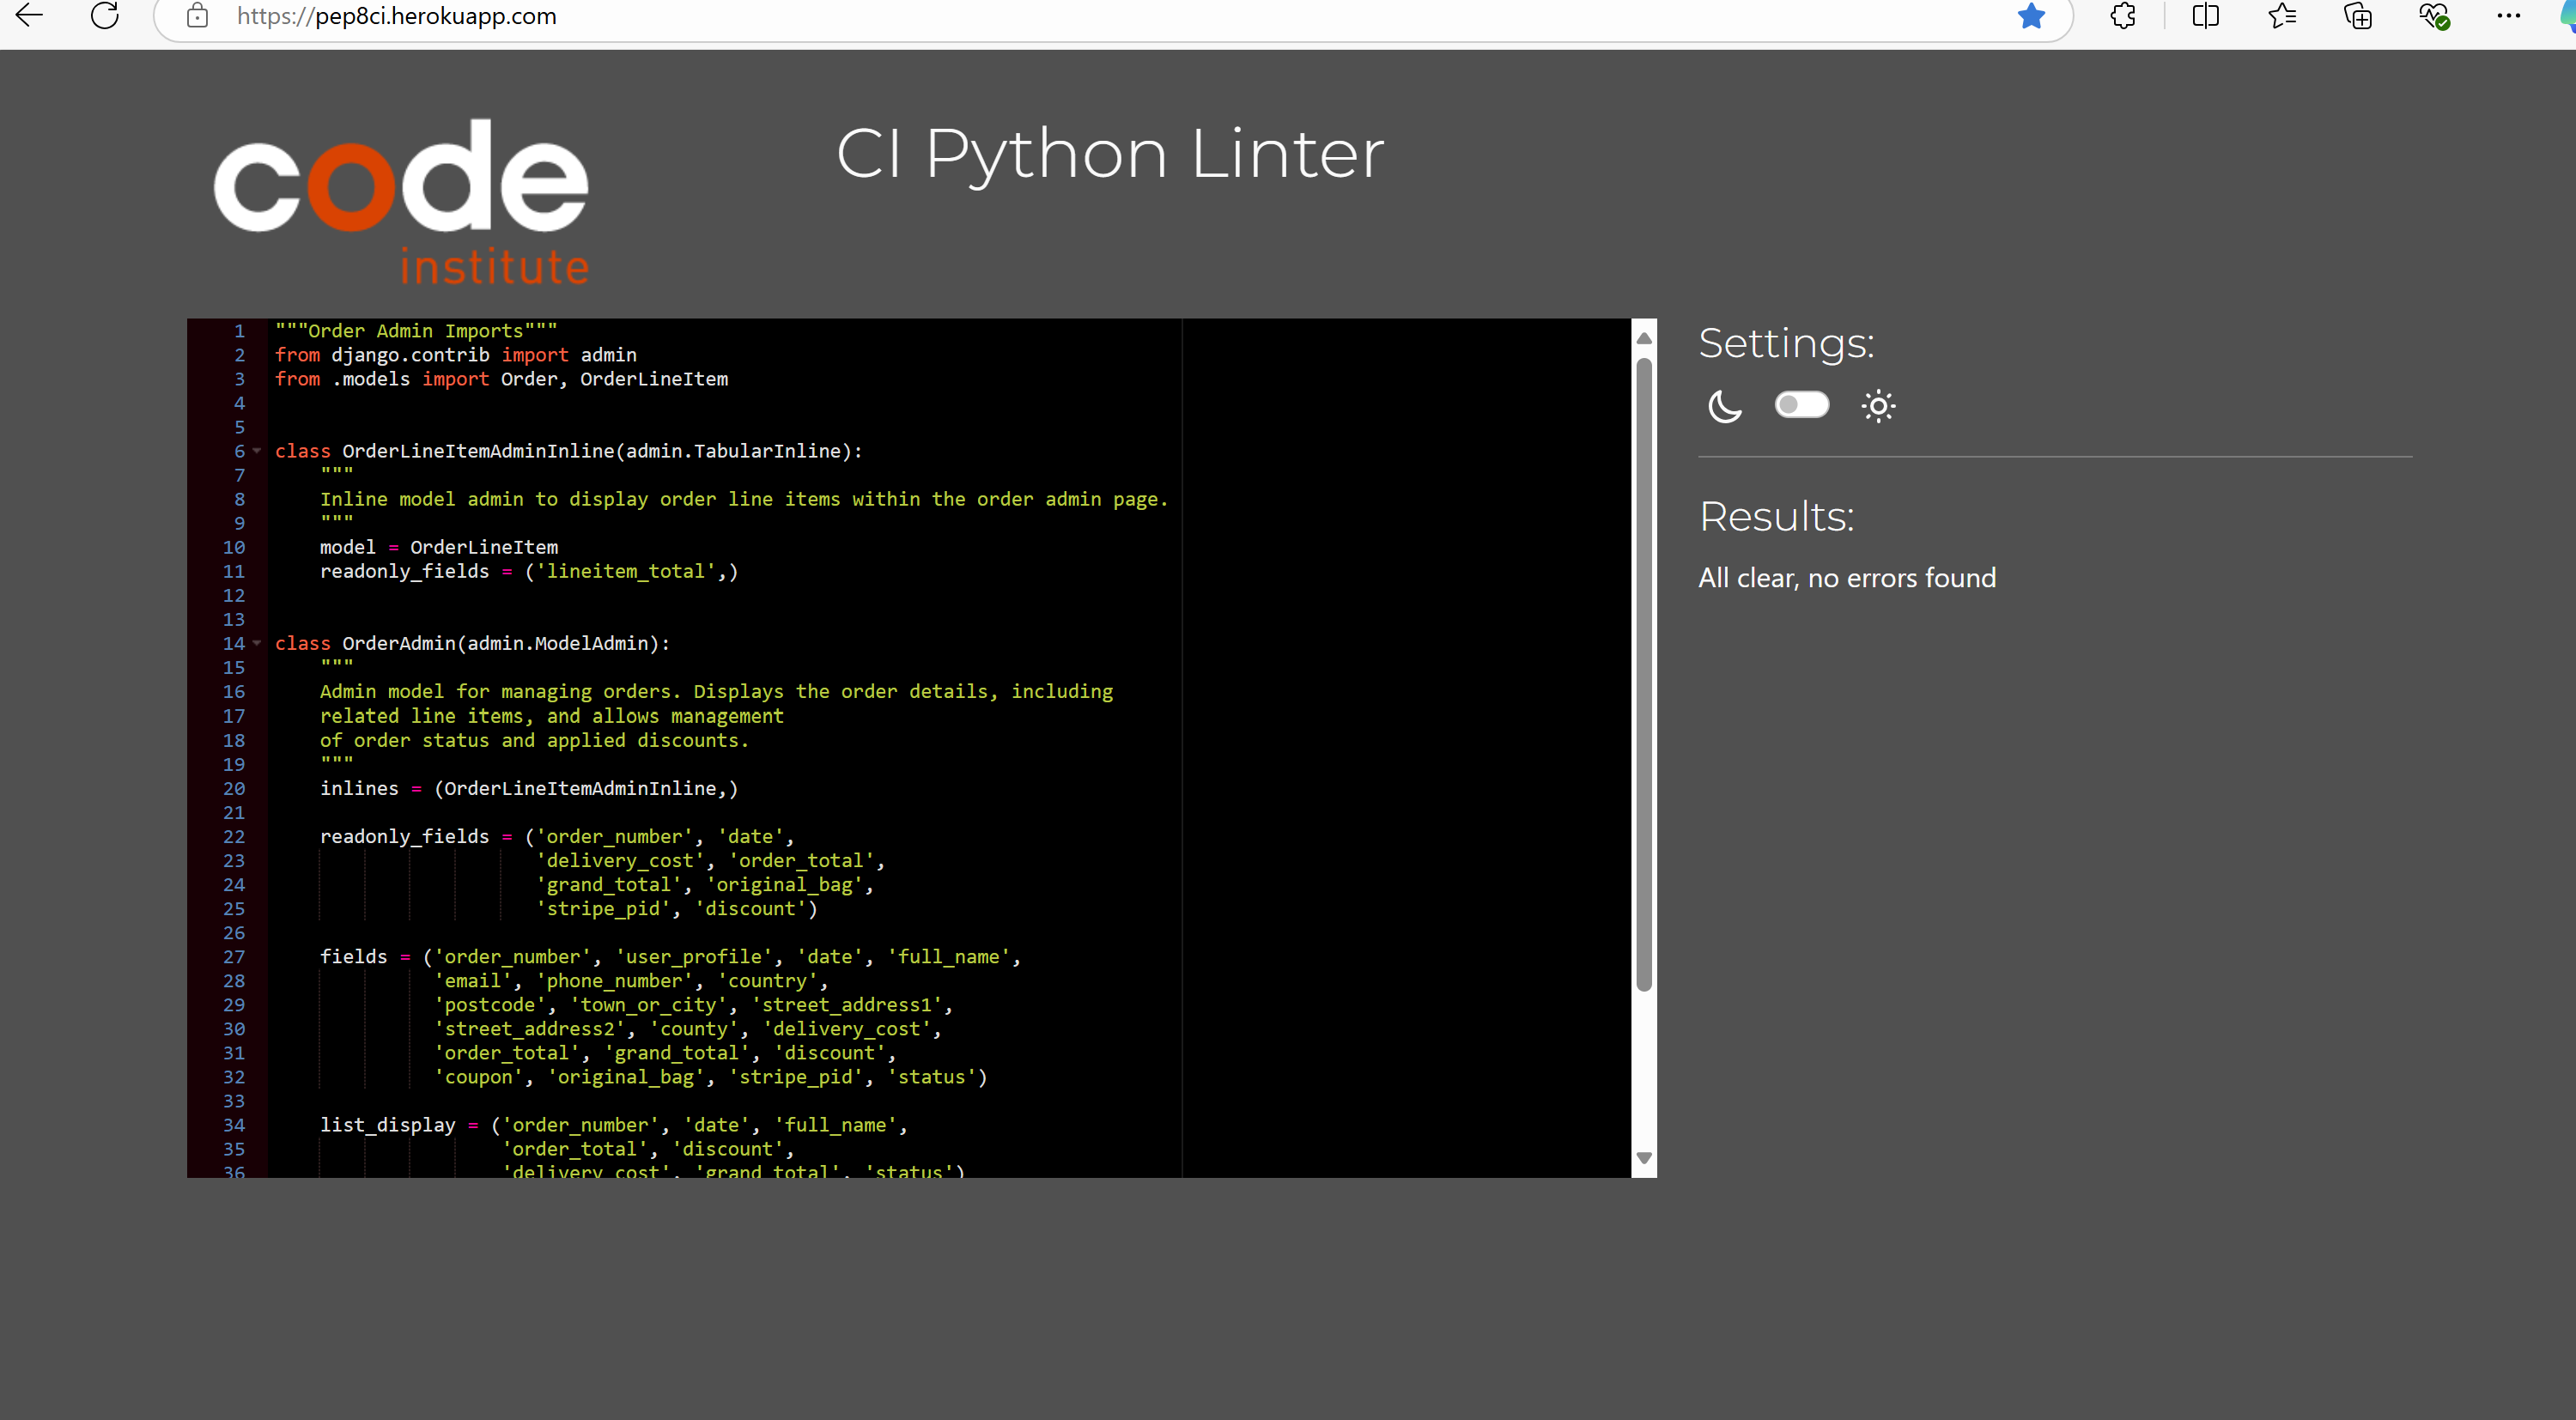 https://pep8ci.herokuapp.com
code
institute
CI Python Linter
1 """Order Admin Imports"""
2 from django.contrib import admin
3 from .models import Order, OrderLineItem
4
5
6 class OrderLineItemAdminInline(admin.TabularInline):
7 """
8 Inline model admin to display order line items within the order admin page.
9 """
10 model = OrderLineItem
11 readonly_fields = ('lineitem_total',)
12
13
14 class OrderAdmin(admin.ModelAdmin):
15 """
16 Admin model for managing orders. Displays the order details, including
17 related line items, and allows management
18 of order status and applied discounts.
19 """
20 inlines = (OrderLineItemAdminInline,)
21
22 readonly_fields = ('order_number', 'date',
23 'delivery_cost', 'order_total',
24 'grand_total', 'original_bag',
25 'stripe_pid', 'discount')
26
27 fields = ('order_number', 'user_profile', 'date', 'full_name',
28 'email', 'phone_number', 'country',
29 'postcode', 'town_or_city', 'street_address1',
30 'street_address2', 'county', 'delivery_cost',
31 'order_total', 'grand_total', 'discount',
32 'coupon', 'original_bag', 'stripe_pid', 'status')
33
34 list_display = ('order_number', 'date', 'full_name',
35 'order_total', 'discount',
36 'delivery_cost', 'grand_total', 'status')
Settings:
Results:
All clear, no errors found